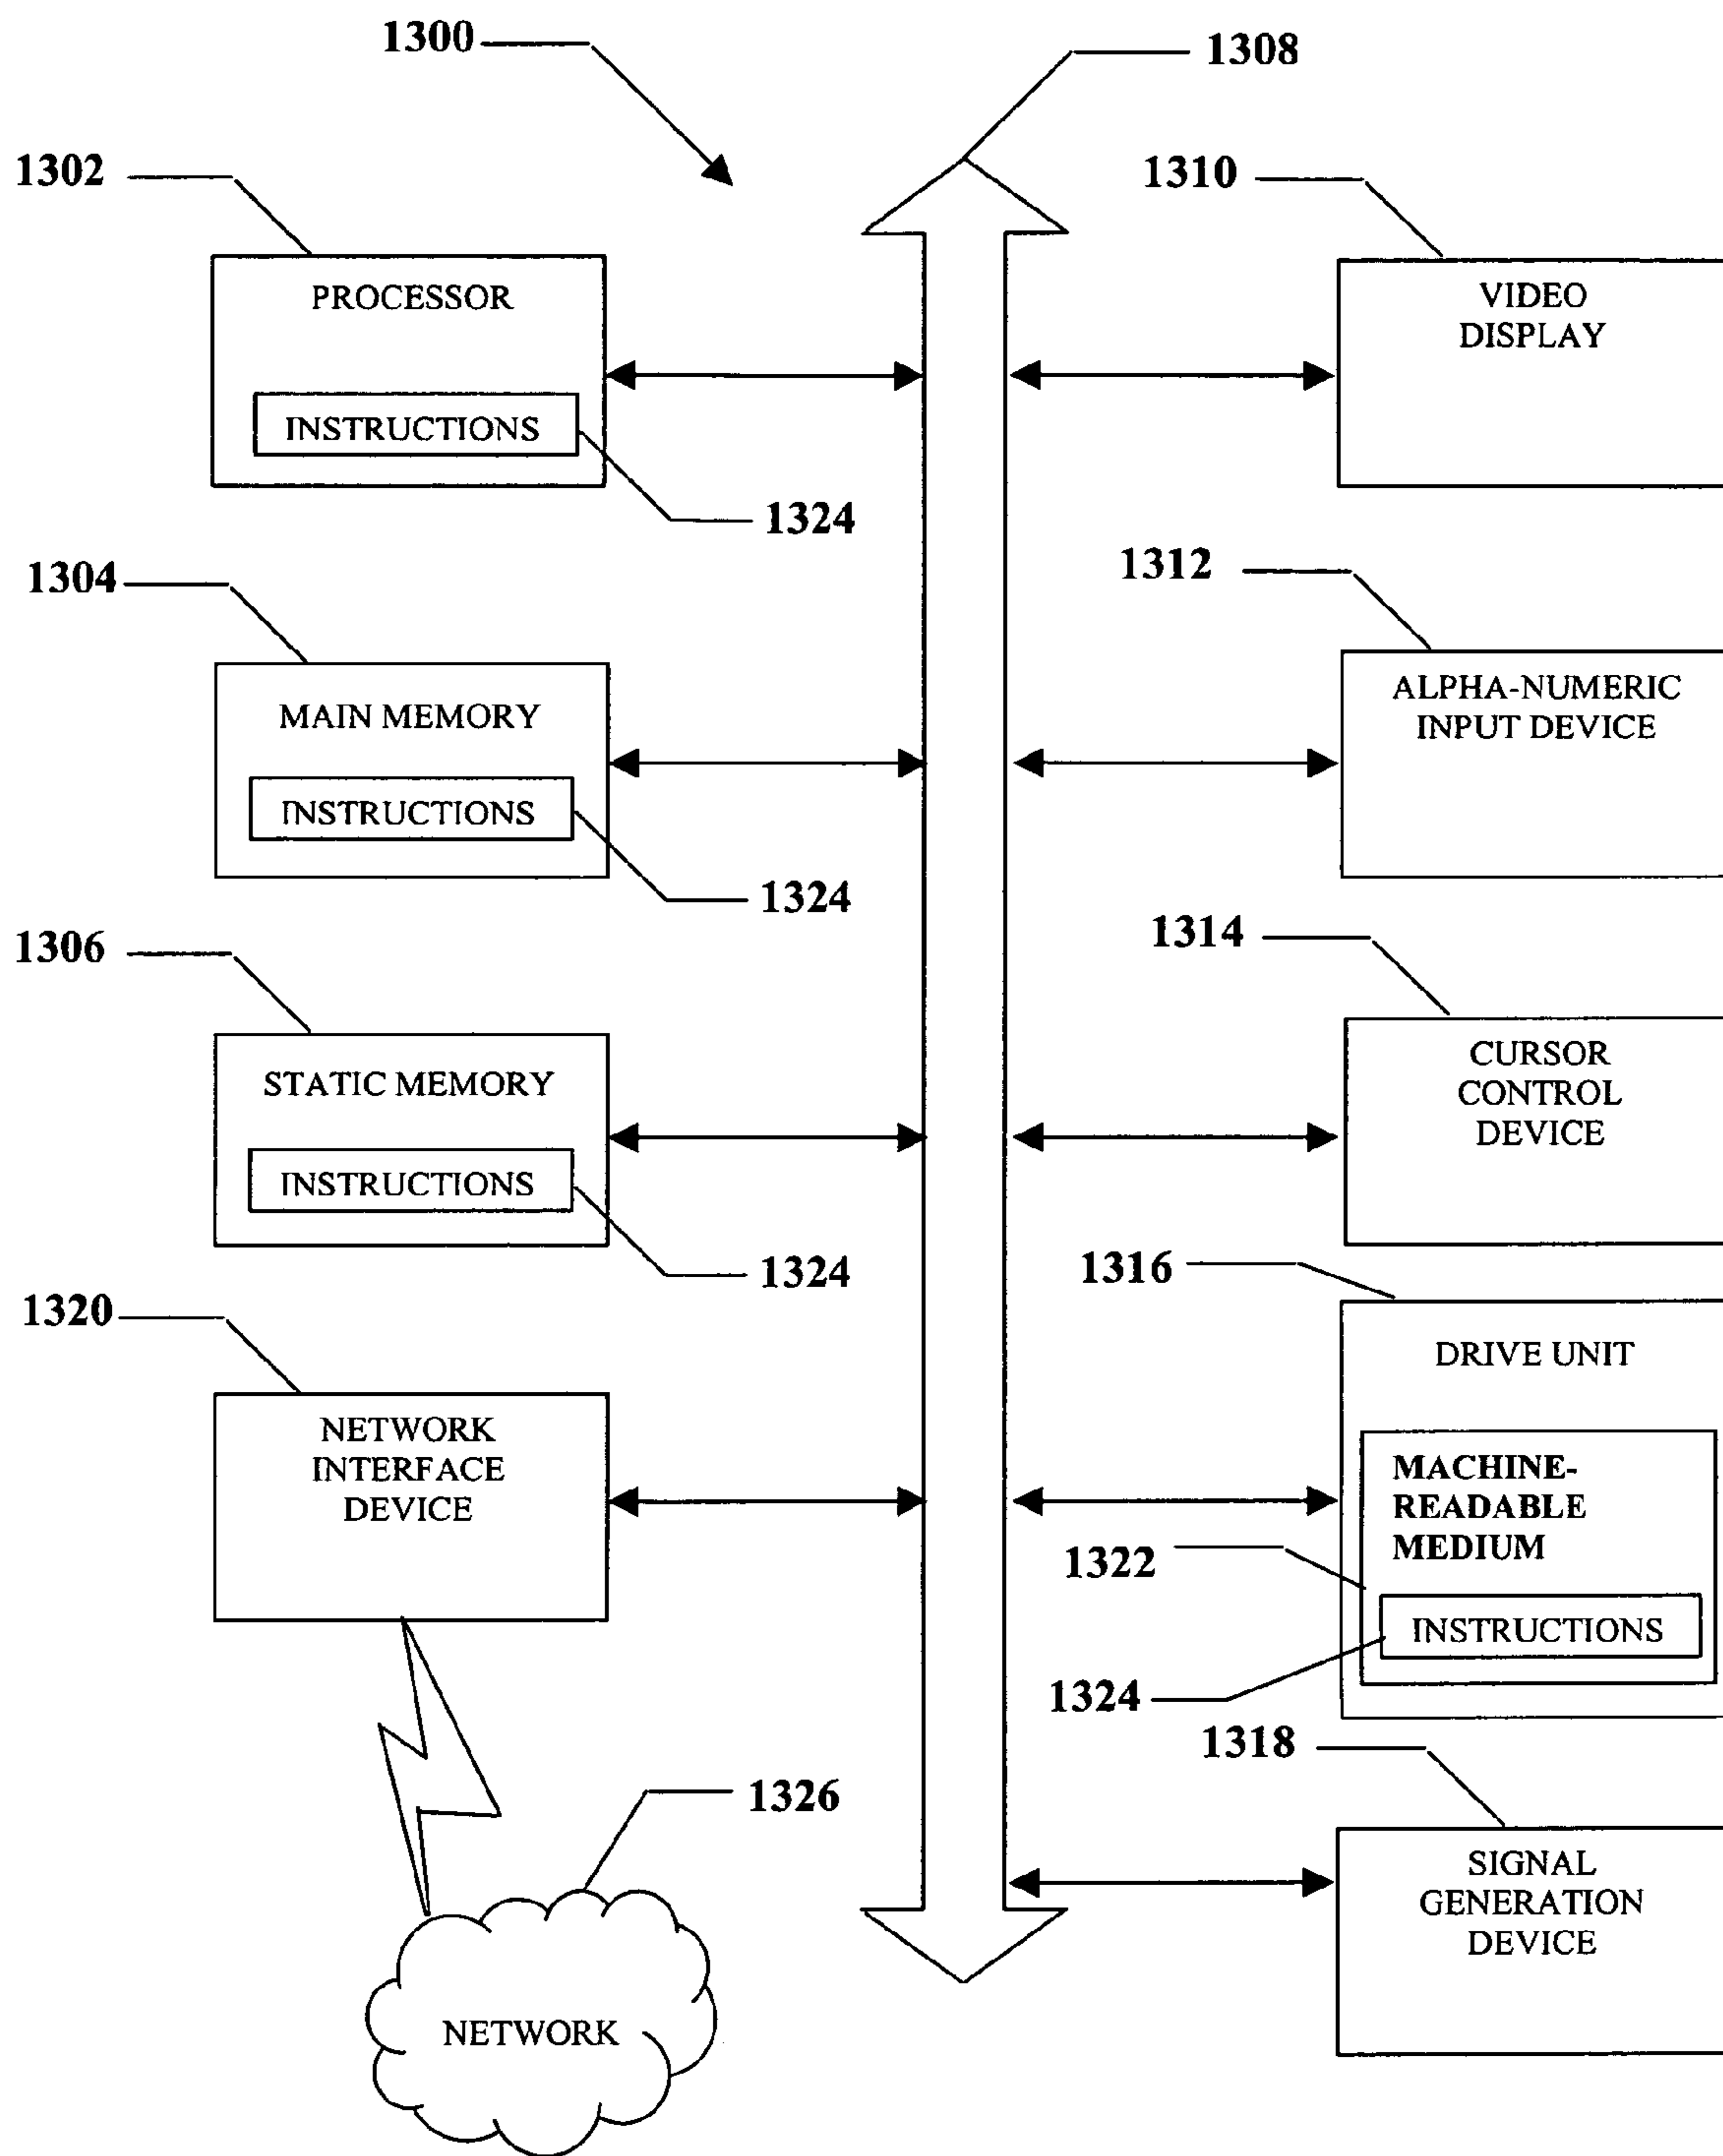 1300
1308
1302
1310
PROCESSOR
INSTRUCTIONS
1324
VIDEO
DISPLAY
1304
1312
MAIN MEMORY
INSTRUCTIONS
1324
ALPHA-NUMERIC
INPUT DEVICE
1306
1314
STATIC MEMORY
INSTRUCTIONS
1324
CURSOR
CONTROL
DEVICE
1320
1316
NETWORK
INTERFACE
DEVICE
DRIVE UNIT
MACHINE-
READABLE
MEDIUM
1322
INSTRUCTIONS
1324
1326
1318
NETWORK
SIGNAL
GENERATION
DEVICE